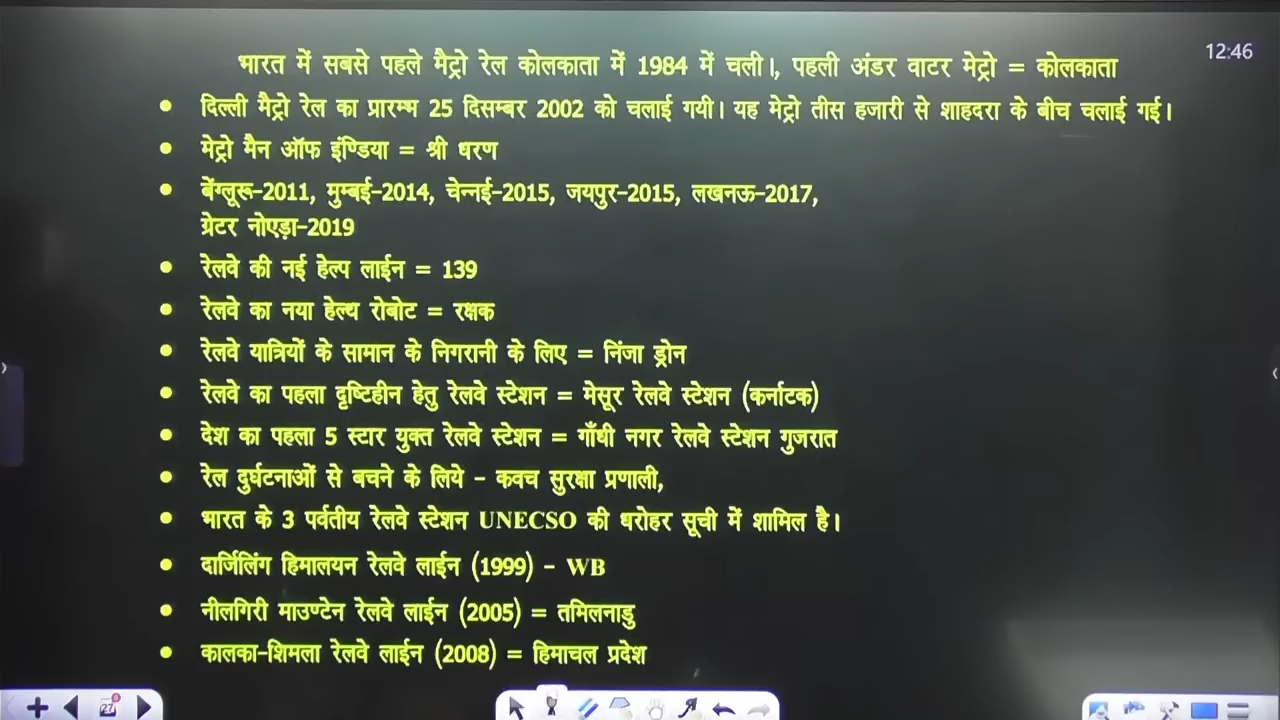 12:46
भारत में सबसे पहले मैट्रो रेल कोलकाता में 1984 में चली।, पहली अंडर वाटर मेट्रो = कोलकाता
• दिल्ली मैट्रो रेल का प्रारम्भ 25 दिसम्बर 2002 को चलाई गयी। यह मेट्रो तीस हजारी से शाहदरा के बीच चलाई गई।
• मेट्रो मैन ऑफ इंण्डिया = श्री धरण
• बेंग्लूरू-2011, मुम्बई-2014, चेन्नई-2015, जयपुर-2015, लखनऊ-2017,
ग्रेटर नोएड़ा-2019
• रेलवे की नई हेल्प लाईन = 139
• रेलवे का नया हेल्थ रोबोट = रक्षक
• रेलवे यात्रियों के सामान के निगरानी के लिए = निंजा ड्रोन
• रेलवे का पहला दृष्टिहीन हेतु रेलवे स्टेशन = मेसूर रेलवे स्टेशन (कर्नाटक)
• देश का पहला 5 स्टार युक्त रेलवे स्टेशन = गाँधी नगर रेलवे स्टेशन गुजरात
• रेल दुर्घटनाओं से बचने के लिये - कवच सुरक्षा प्रणाली,
• भारत के 3 पर्वतीय रेलवे स्टेशन UNECSO की धरोहर सूची में शामिल है।
• दार्जिलिंग हिमालयन रेलवे लाईन (1999) - WB
• नीलगिरी माउण्टेन रेलवे लाईन (2005) = तमिलनाडु
• कालका-शिमला रेलवे लाईन (2008) = हिमाचल प्रदेश
27